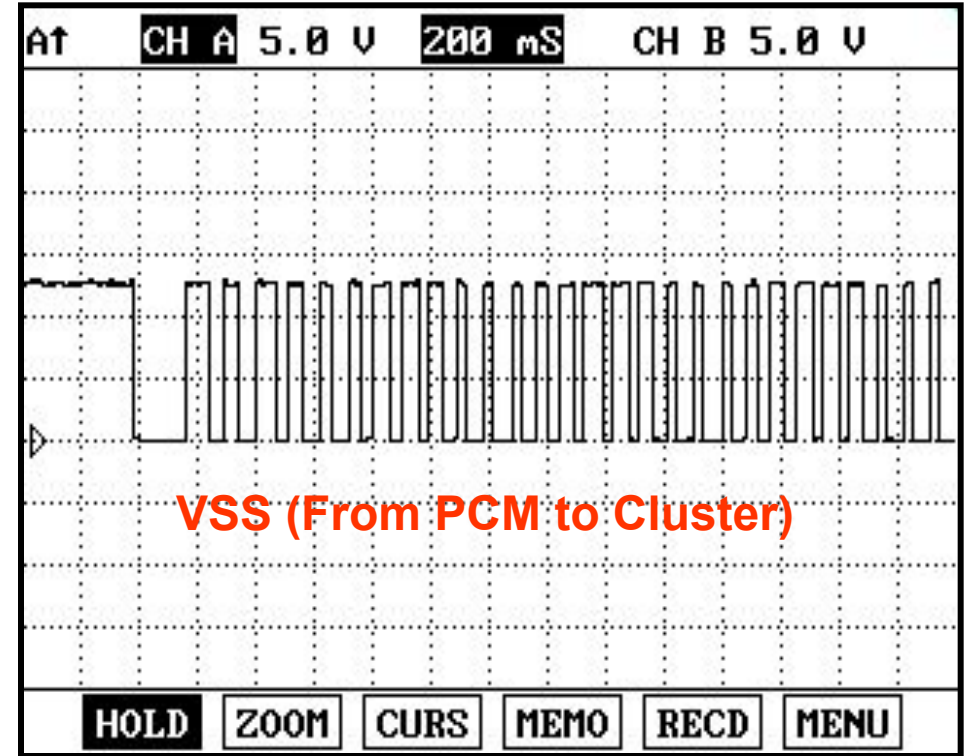 A↑ CH A 5.0 V 200 mS CH B 5.0 V
VSS (From PCM to Cluster)
HOLD ZOOM CURS MEMO RECD MENU